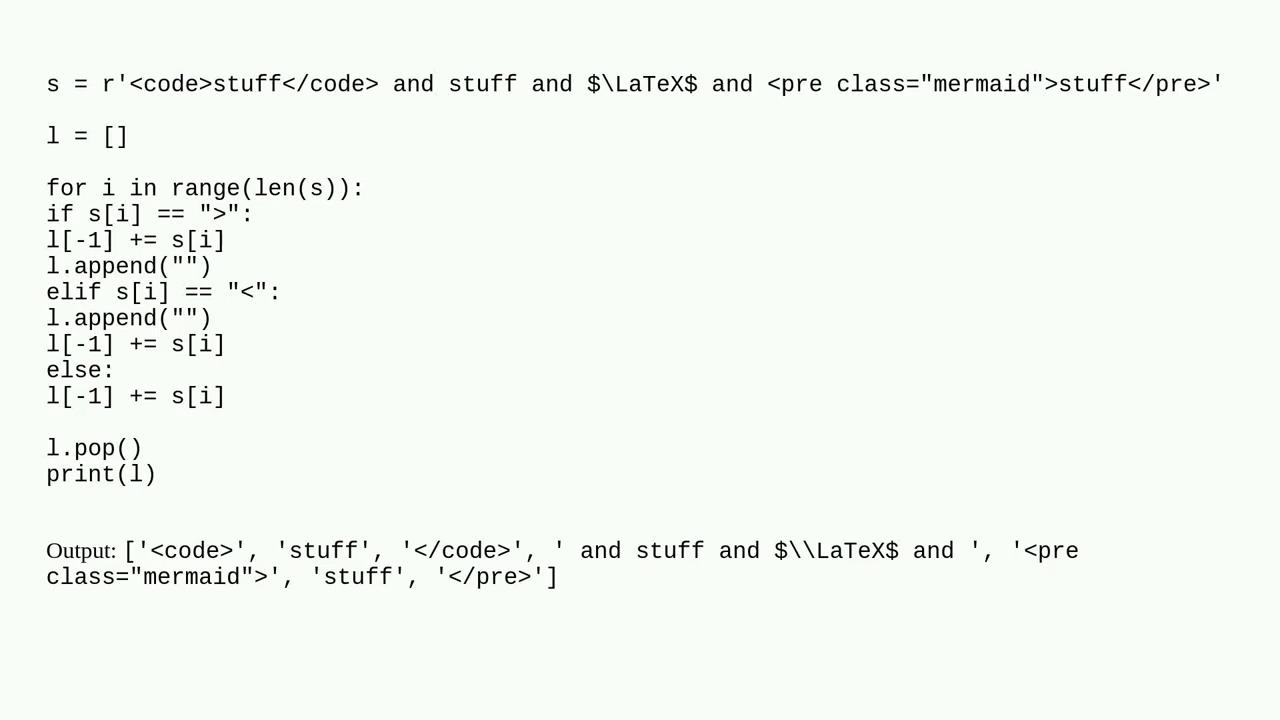 s = r'<code>stuff</code> and stuff and $\LaTeX$ and <pre class="mermaid">stuff</pre>'
l = []
for i in range(len(s)):
if s[i] == ">":
l[-1] += s[i]
l.append("")
elif s[i] == "<":
l.append("")
l[-1] += s[i]
else:
l[-1] += s[i]
l.pop()
print(l)
Output: ['<code>', 'stuff', '</code>', ' and stuff and $\\LaTeX$ and ', '<pre
class="mermaid">', 'stuff', '</pre>']